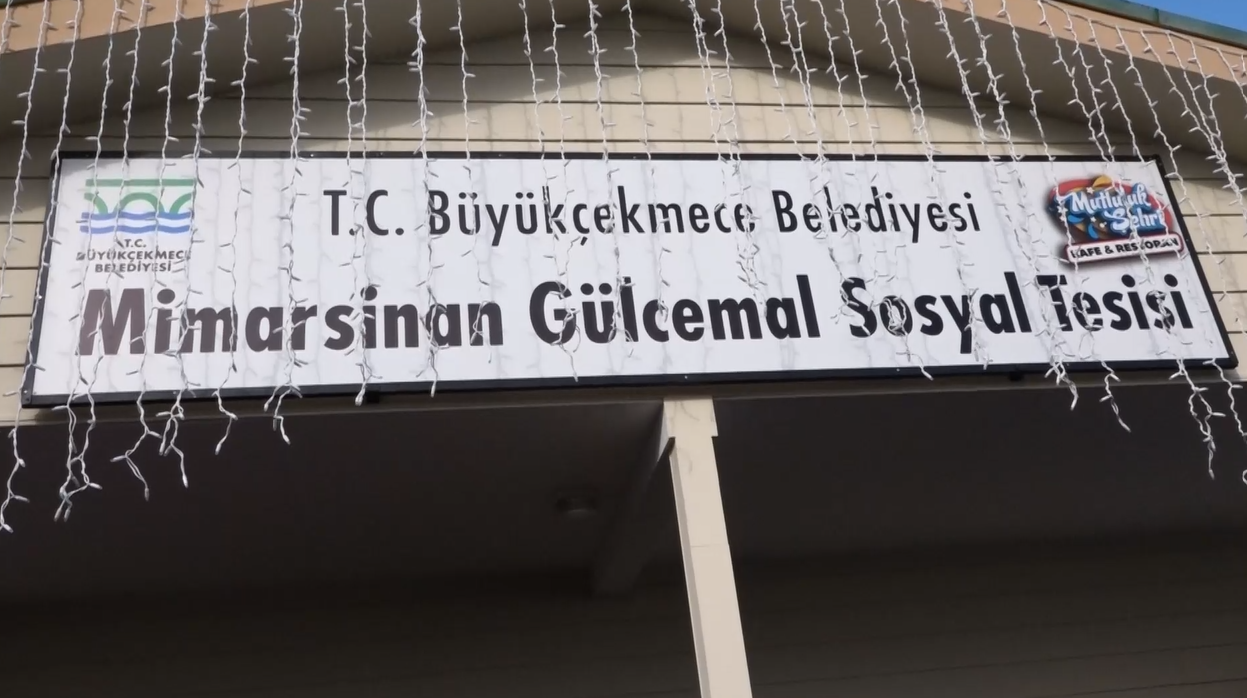 T.C.
BÜYÜKÇEKMECE
BELEDİYESİ
T.C. Büyükçekmece Belediyesi
Mutluluk
Şehri
KAFE & RESTORAN
Mimarsinan Gülcemal Sosyal Tesisi